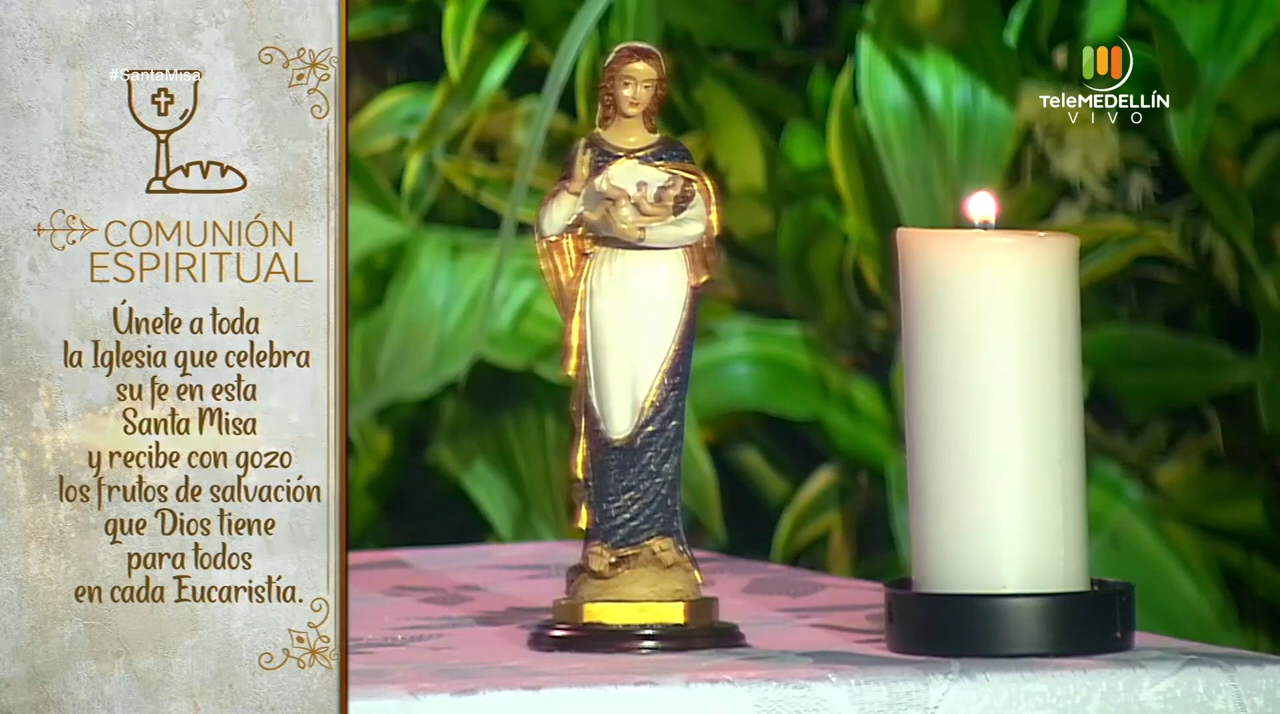 #SantaMisa
COMUNIÓN
ESPIRITUAL
Únete a toda
la Iglesia que celebra
su fe en esta
Santa Misa
y recibe con gozo
los frutos de salvación
que Dios tiene
para todos
en cada Eucaristía.
TeleMEDELLÍN
VIVO